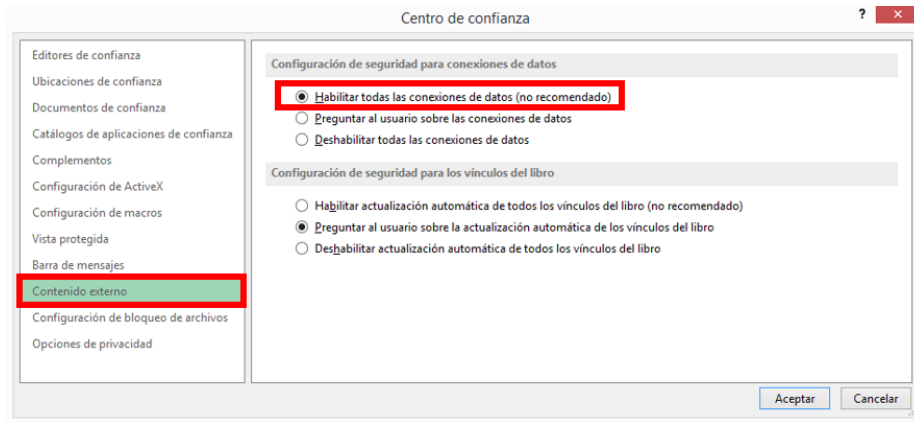 Centro de confianza
?
Editores de confianza
Ubicaciones de confianza
Documentos de confianza
Catálogos de aplicaciones de confianza
Complementos
Configuración de ActiveX
Configuración de macros
Vista protegida
Barra de mensajes
Contenido externo
Configuración de bloqueo de archivos
Opciones de privacidad
Configuración de seguridad para conexiones de datos
Habilitar todas las conexiones de datos (no recomendado)
Preguntar al usuario sobre las conexiones de datos
Deshabilitar todas las conexiones de datos
Configuración de seguridad para los vínculos del libro
Habilitar actualización automática de todos los vínculos del libro (no recomendado)
Preguntar al usuario sobre la actualización automática de los vínculos del libro
Deshabilitar actualización automática de todos los vínculos del libro
Aceptar
Cancelar